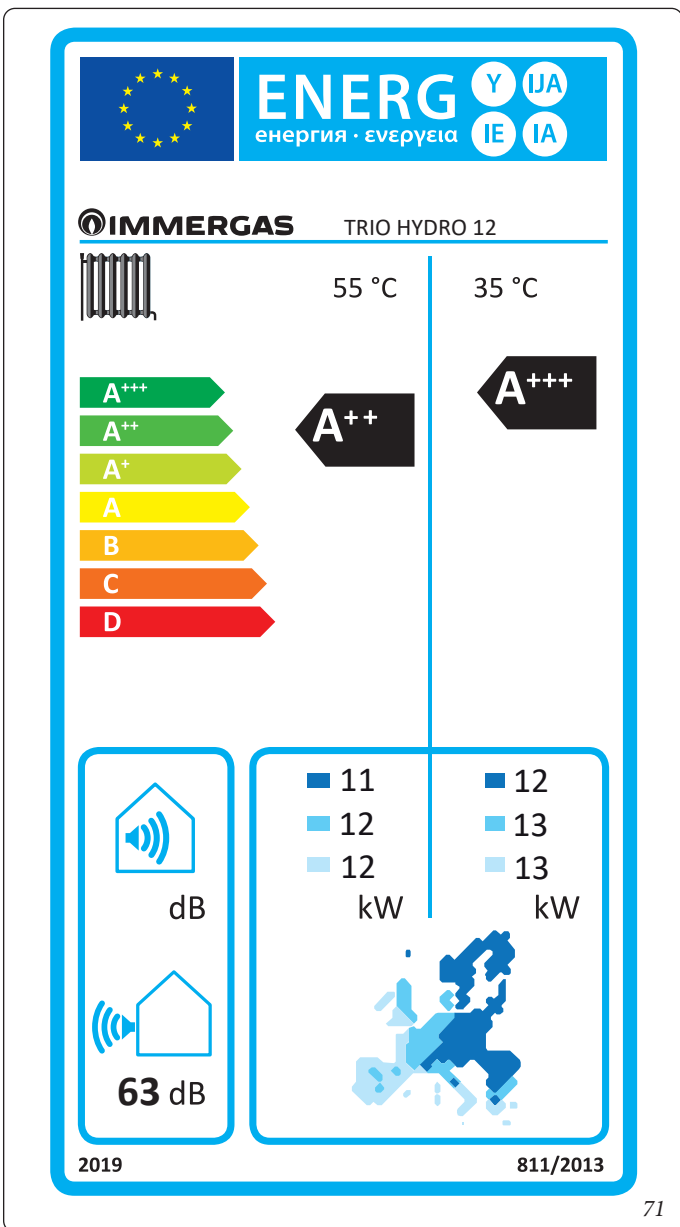 ENERG Y IJA
енергия · ενεργεια IE IA
IMMERGAS TRIO HYDRO 12
55 °C 35 °C
A+++
A++
A+
A
B
C
D
A++
A+++
11 12
12 13
12 13
kW kW
dB
63 dB
2019 811/2013
71